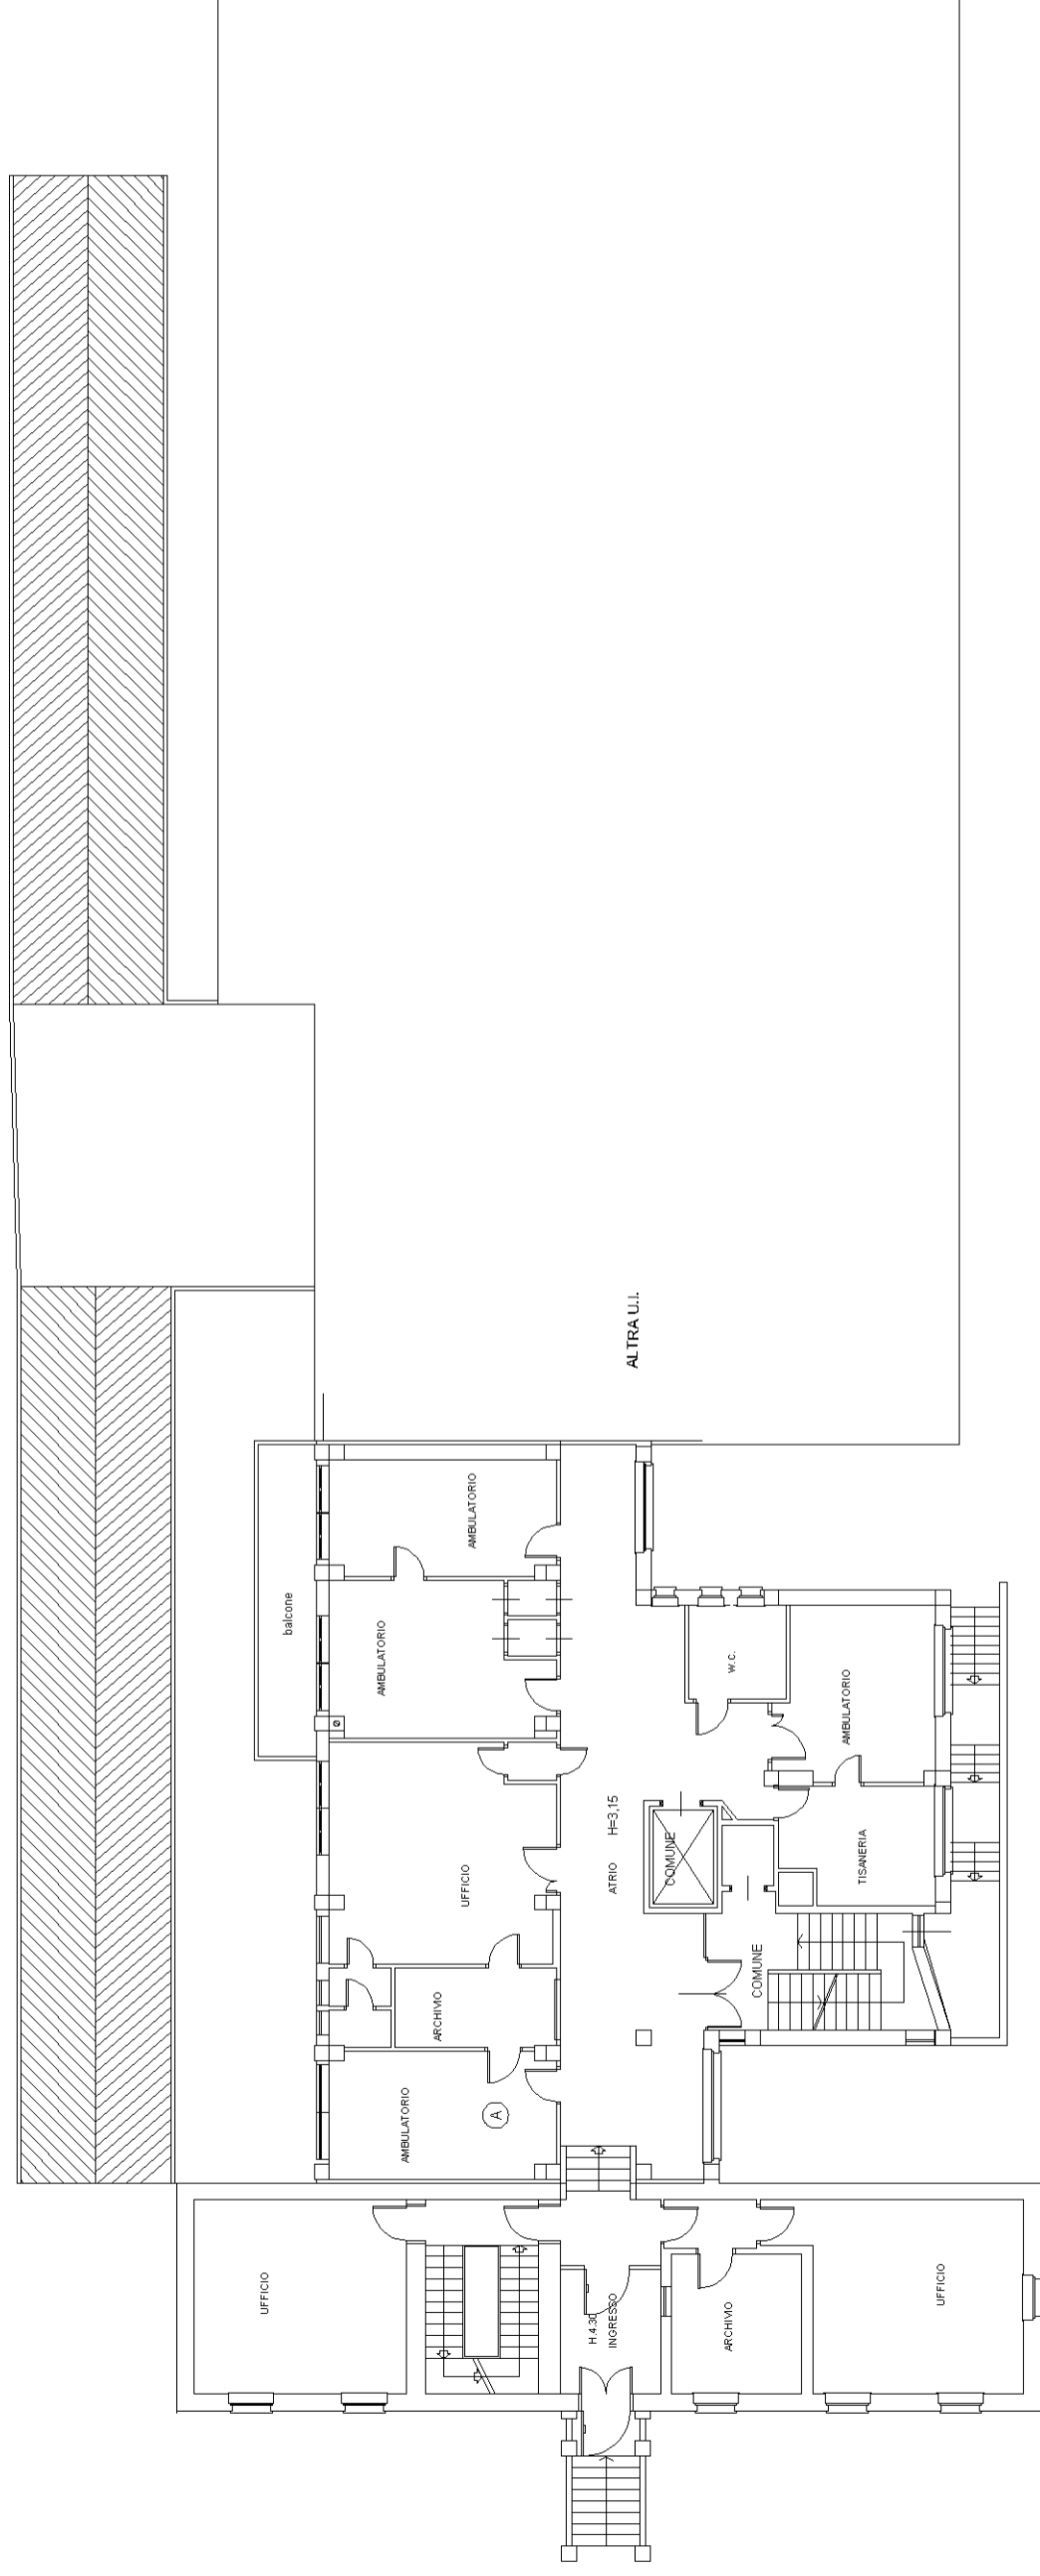 ALTRA U.I.
balcone
AMBULATORIO
AMBULATORIO
w.c.
AMBULATORIO
UFFICIO
ATRIO H=3,15
COMUNE
TISANERIA
COMUNE
ARCHIVIO
AMBULATORIO
A
UFFICIO
H.4.30
INGRESSO
ARCHIVIO
UFFICIO